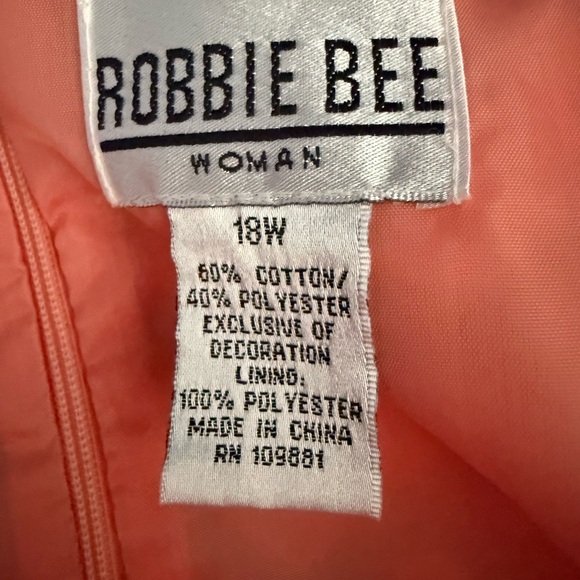 ROBBIE BEE
WOMAN
18W
60% COTTON/
40% POLYESTER
EXCLUSIVE OF
DECORATION
LINING:
100% POLYESTER
MADE IN CHINA
RN 109881